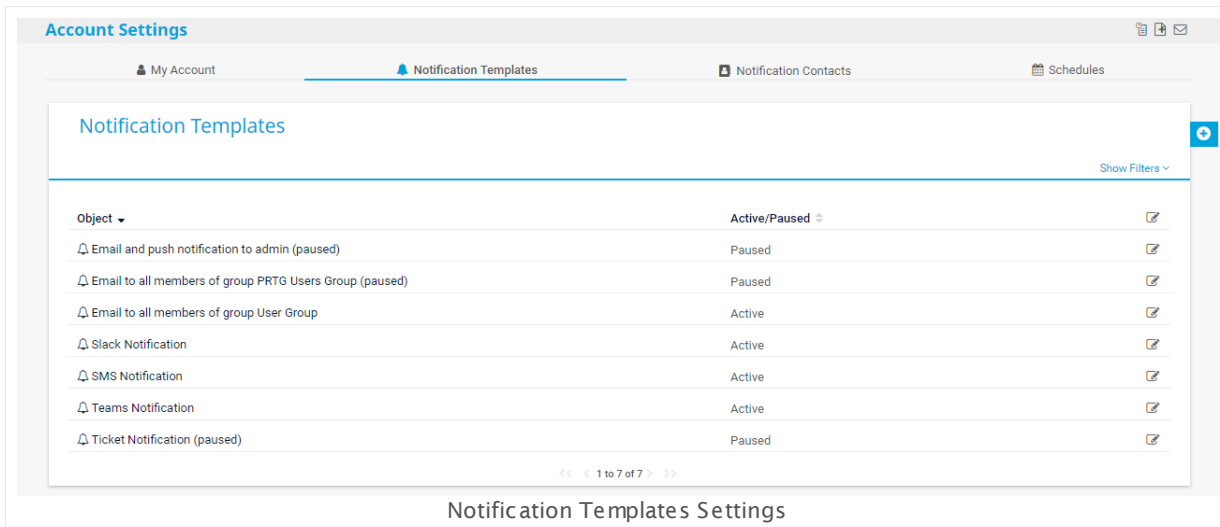 Account Settings
My Account Notification Templates Notification Contacts Schedules
Notification Templates
Show Filters
Object Active/Paused
Email and push notification to admin (paused) Paused
Email to all members of group PRTG Users Group (paused) Paused
Email to all members of group User Group Active
Slack Notification Active
SMS Notification Active
Teams Notification Active
Ticket Notification (paused) Paused
<< < 1 to 7 of 7 > >>
Notification Templates Settings